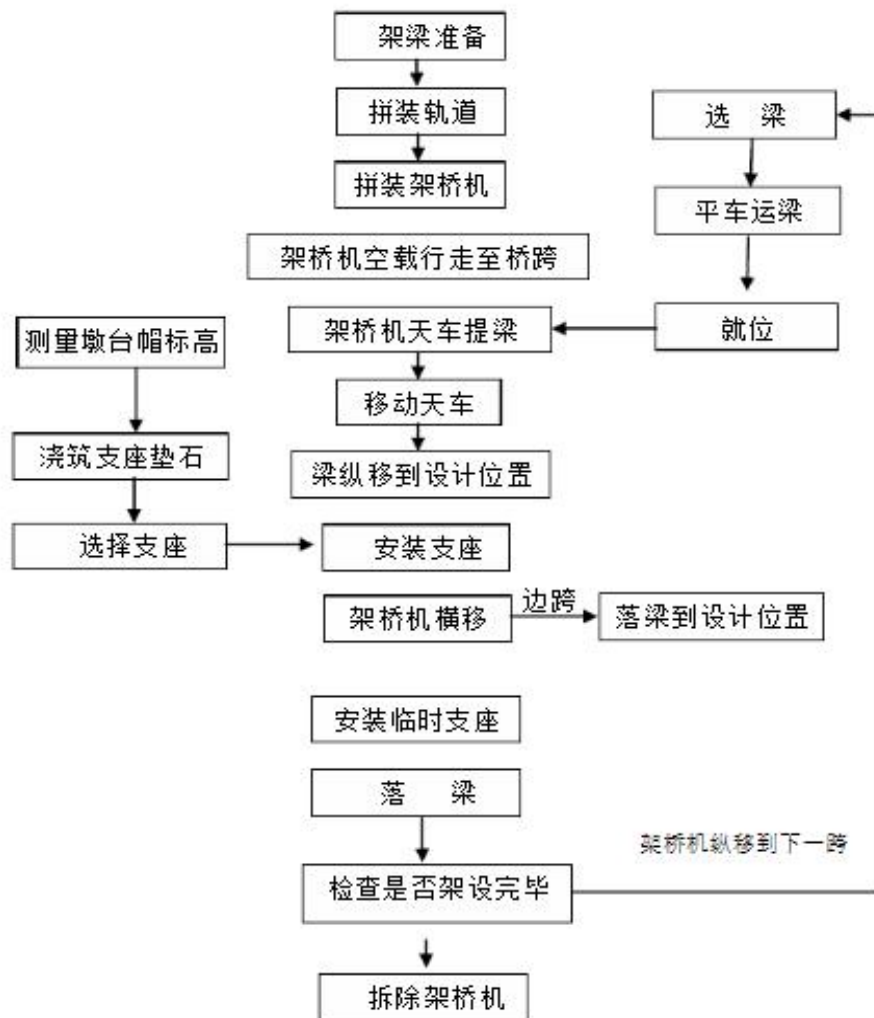 架梁准备
拼装轨道
选 梁
拼装架桥机
平车运梁
架桥机空载行走至桥跨
测量墩台帽标高
架桥机天车提梁
就位
移动天车
浇筑支座垫石
梁纵移到设计位置
选择支座
安装支座
架桥机横移
边跨
落梁到设计位置
安装临时支座
落 梁
架桥机纵移到下一跨
检查是否架设完毕
拆除架桥机